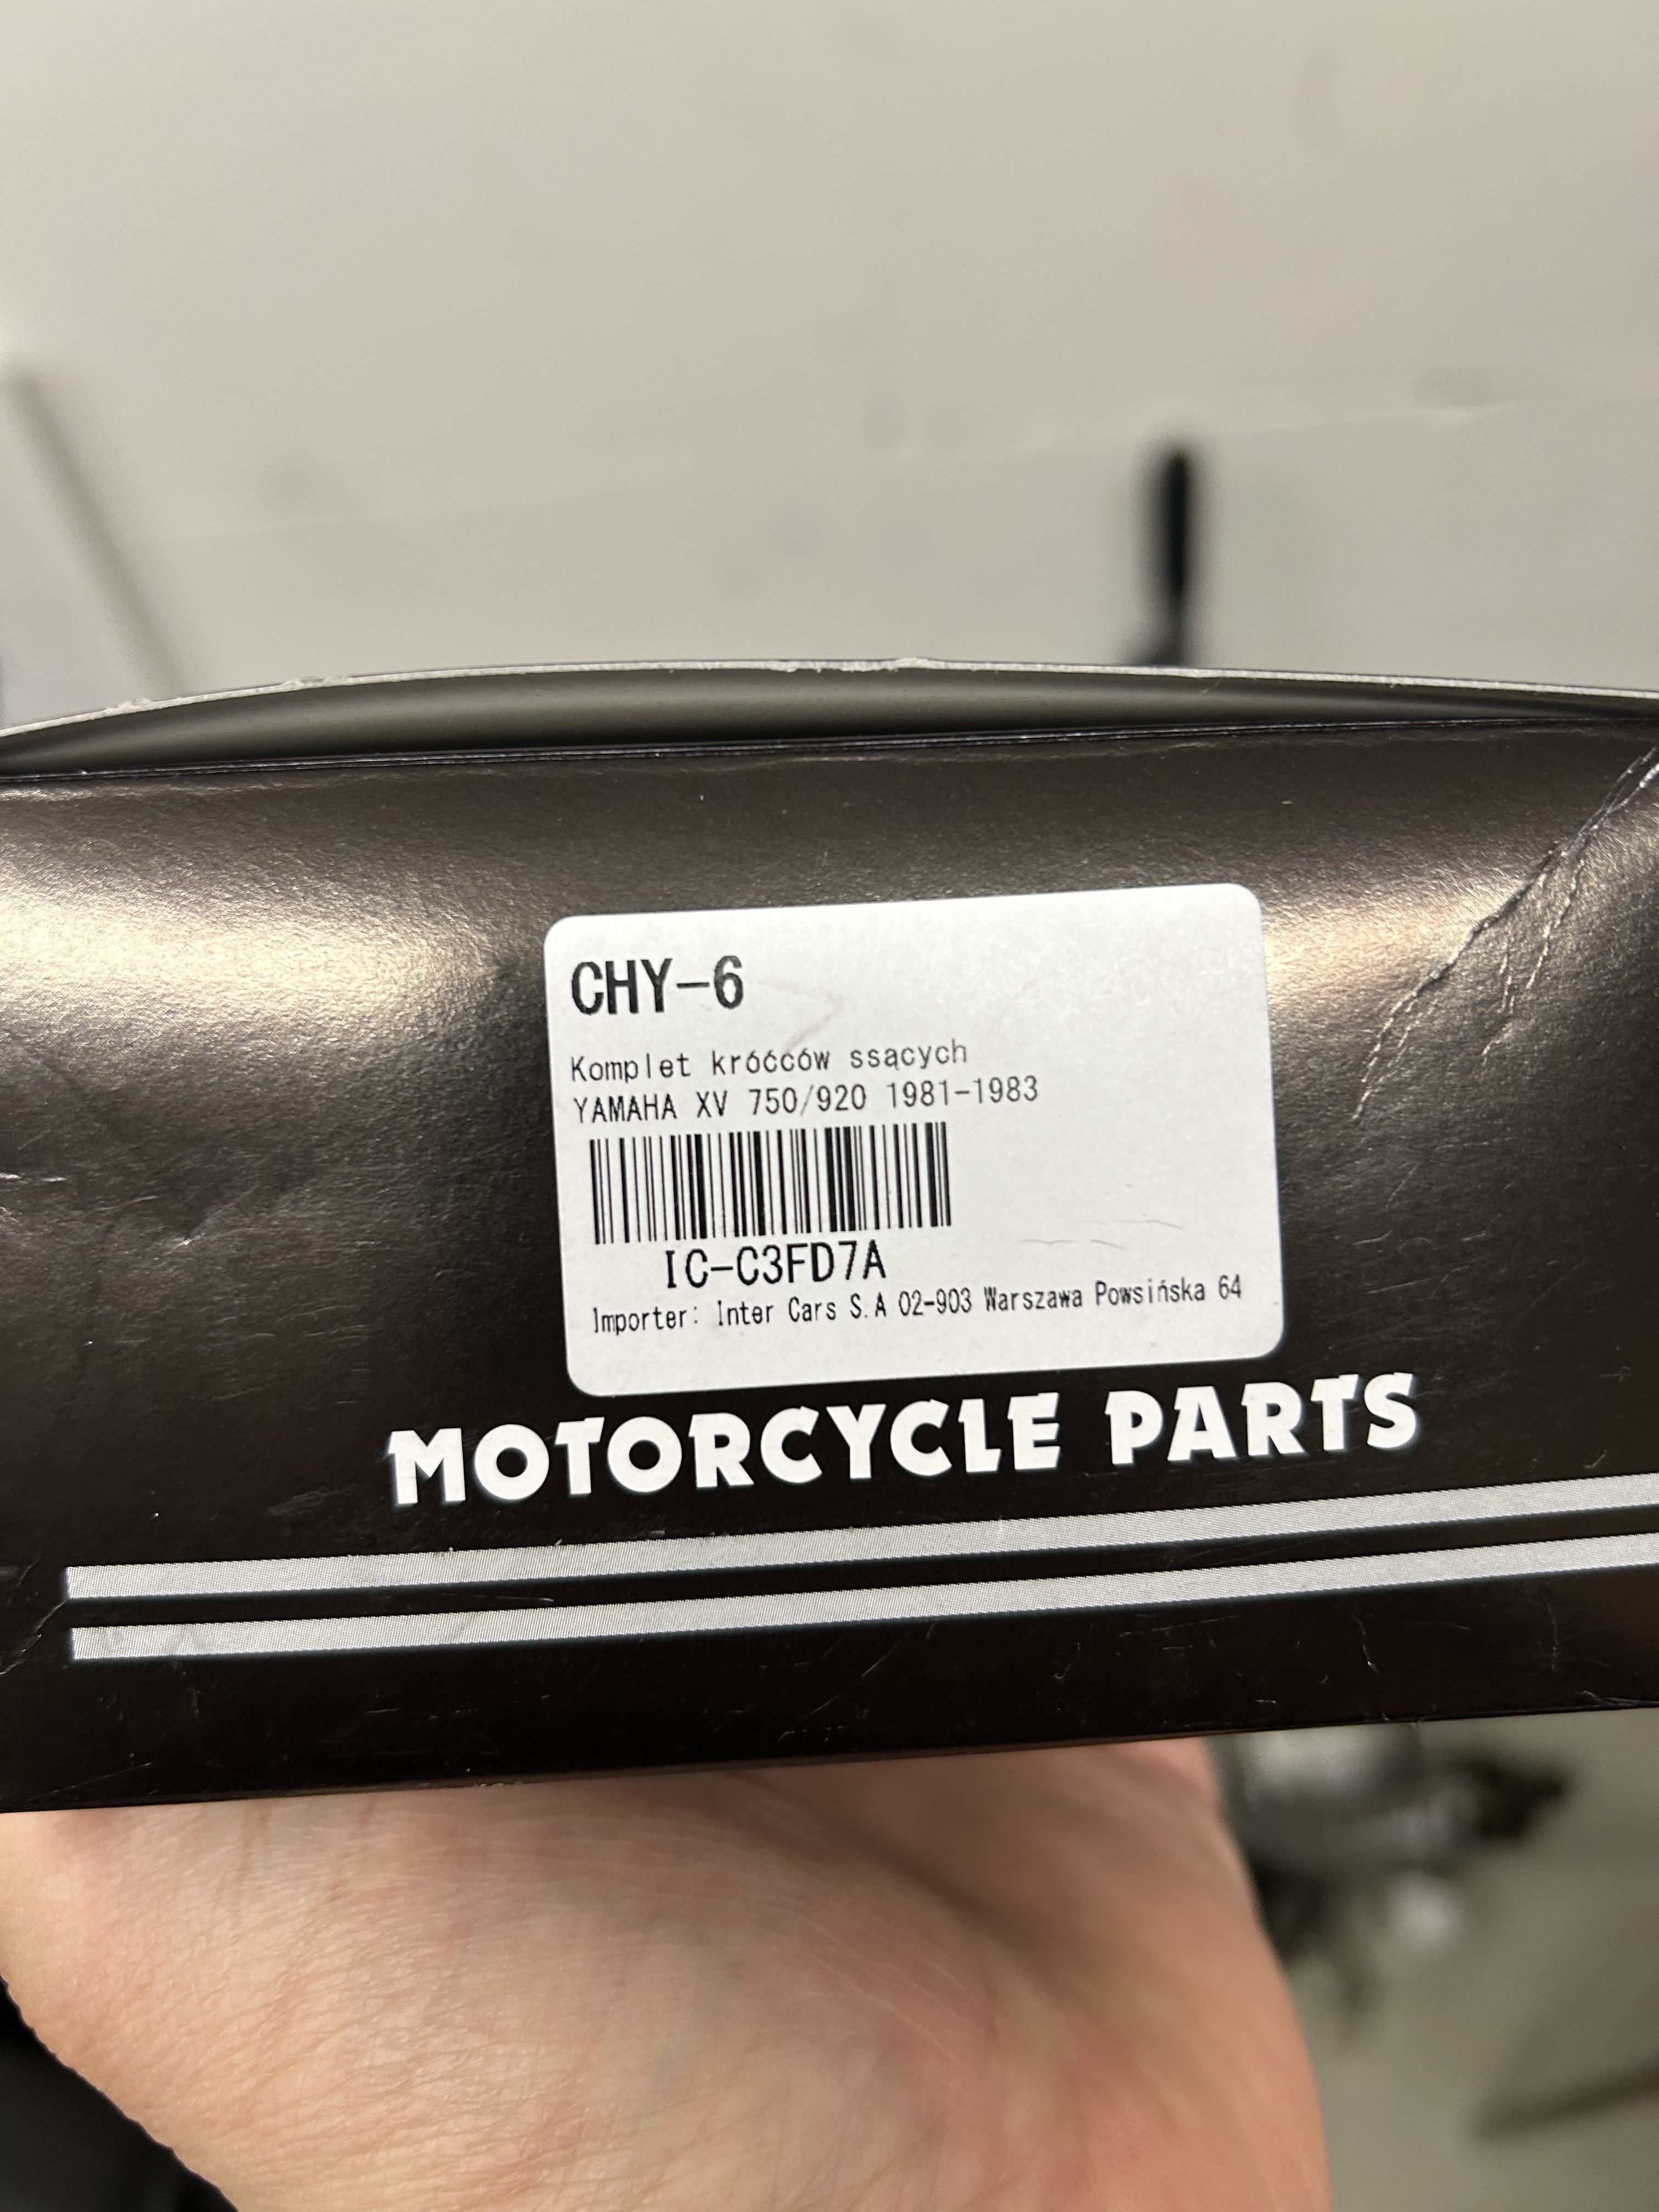 CHY-6
Komplet króćców ssących
YAMAHA XV 750/920 1981-1983
IC-C3FD7A
Importer: Inter Cars S.A 02-903 Warszawa Powsińska 64
MOTORCYCLE PARTS